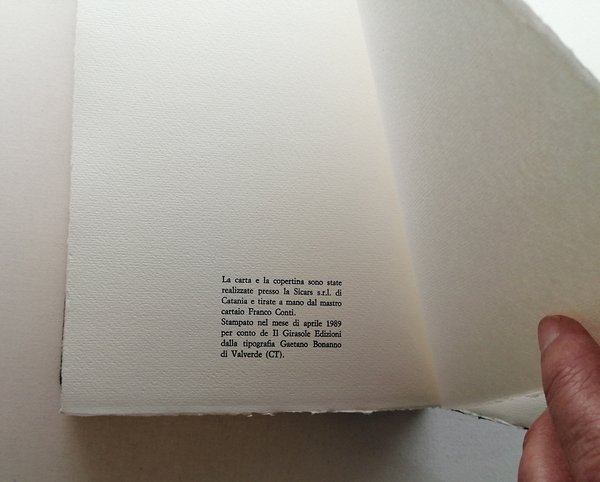 La carta e la copertina sono state
realizzate presso la Sicars s.r.l. di
Catania e tirate a mano dal mastro
cartaio Franco Conti.
Stampato nel mese di aprile 1989
per conto de Il Girasole Edizioni
dalla tipografia Gaetano Bonanno
di Valverde (CT).